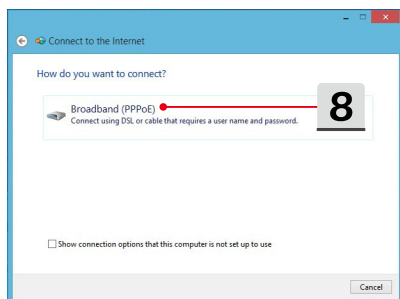 Connect to the Internet
How do you want to connect?
Broadband (PPPoE)
Connect using DSL or cable that requires a user name and password.
8
Show connection options that this computer is not set up to use
Cancel